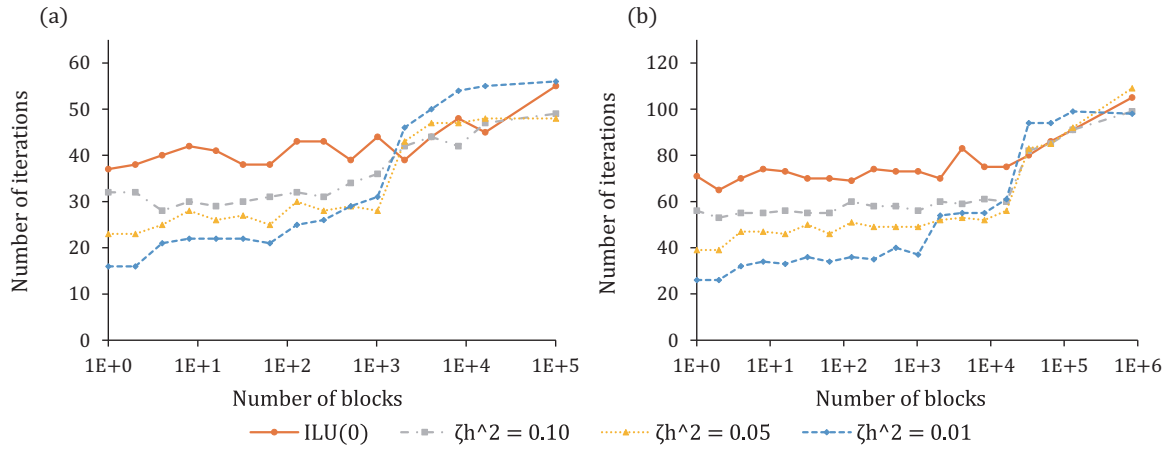 (a)
60
50
40
30
20
10
0
Number of iterations
1E+0 1E+1 1E+2 1E+3 1E+4 1E+5
Number of blocks
(b)
120
100
80
60
40
20
0
Number of iterations
1E+0 1E+1 1E+2 1E+3 1E+4 1E+5 1E+6
Number of blocks
ILU(0) ζh^2 = 0.10 ζh^2 = 0.05 ζh^2 = 0.01